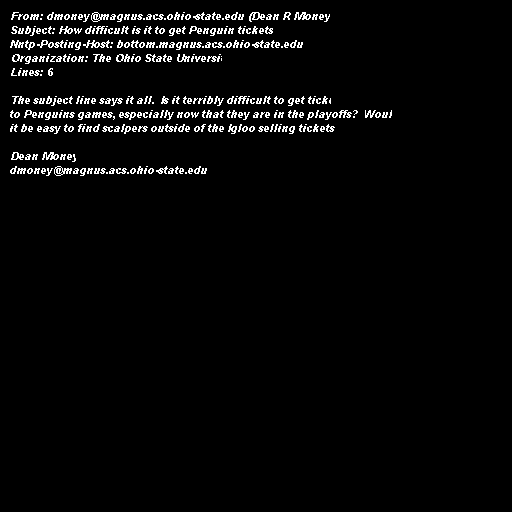 From: dmoney@magnus.acs.ohio-state.edu (Dean R Money
Subject: How difficult is it to get Penguin tickets
Nntp-Posting-Host: bottom.magnus.acs.ohio-state.edu
Organization: The Ohio State Universi
Lines: 6

The subject line says it all.  Is it terribly difficult to get tick
to Penguins games, especially now that they are in the playoffs?  Woul
it be easy to find scalpers outside of the Igloo selling tickets

Dean Money
dmoney@magnus.acs.ohio-state.edu